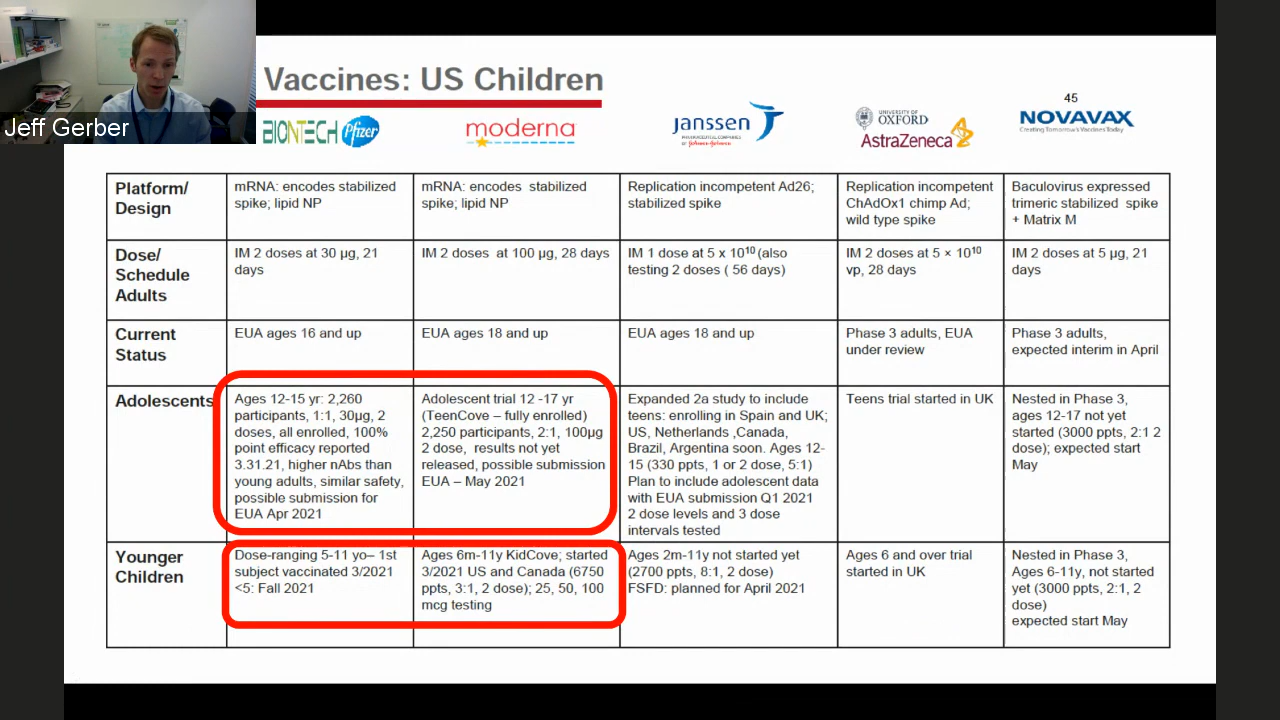 Jeff Gerber
Vaccines: US Children
45
BIONTECH Pfizer
moderna
Janssen
PHARMACEUTICAL COMPANIES
OF Johnson & Johnson
UNIVERSITY OF
OXFORD
AstraZeneca
NOVAVAX
Creating Tomorrow's Vaccines Today
Platform/
Design
mRNA: encodes stabilized
spike; lipid NP
mRNA: encodes stabilized
spike; lipid NP
Replication incompetent Ad26;
stabilized spike
Replication incompetent
ChAdOx1 chimp Ad;
wild type spike
Baculovirus expressed
trimeric stabilized spike
+ Matrix M
Dose/
Schedule
Adults
IM 2 doses at 30 µg, 21
days
IM 2 doses at 100 µg, 28 days
IM 1 dose at 5 x 10¹⁰ (also
testing 2 doses ( 56 days)
IM 2 doses at 5 × 10¹⁰
vp, 28 days
IM 2 doses at 5 µg, 21
days
Current
Status
EUA ages 16 and up
EUA ages 18 and up
EUA ages 18 and up
Phase 3 adults, EUA
under review
Phase 3 adults,
expected interim in April
Adolescents
Ages 12-15 yr: 2,260
participants, 1:1, 30µg, 2
doses, all enrolled, 100%
point efficacy reported
3.31.21, higher nAbs than
young adults, similar safety,
possible submission for
EUA Apr 2021
Adolescent trial 12 -17 yr
(TeenCove – fully enrolled)
2,250 participants, 2:1, 100µg
2 dose, results not yet
released, possible submission
EUA – May 2021
Expanded 2a study to include
teens: enrolling in Spain and UK;
US, Netherlands ,Canada,
Brazil, Argentina soon. Ages 12-
15 (330 ppts, 1 or 2 dose, 5:1)
Plan to include adolescent data
with EUA submission Q1 2021
2 dose levels and 3 dose
intervals tested
Teens trial started in UK
Nested in Phase 3,
ages 12-17 not yet
started (3000 ppts, 2:1 2
dose); expected start
May
Younger
Children
Dose-ranging 5-11 yo– 1st
subject vaccinated 3/2021
<5: Fall 2021
Ages 6m-11y KidCove; started
3/2021 US and Canada (6750
ppts, 3:1, 2 dose); 25, 50, 100
mcg testing
Ages 2m-11y not started yet
(2700 ppts, 8:1, 2 dose)
FSFD: planned for April 2021
Ages 6 and over trial
started in UK
Nested in Phase 3,
Ages 6-11y, not started
yet (3000 ppts, 2:1, 2
dose)
expected start May